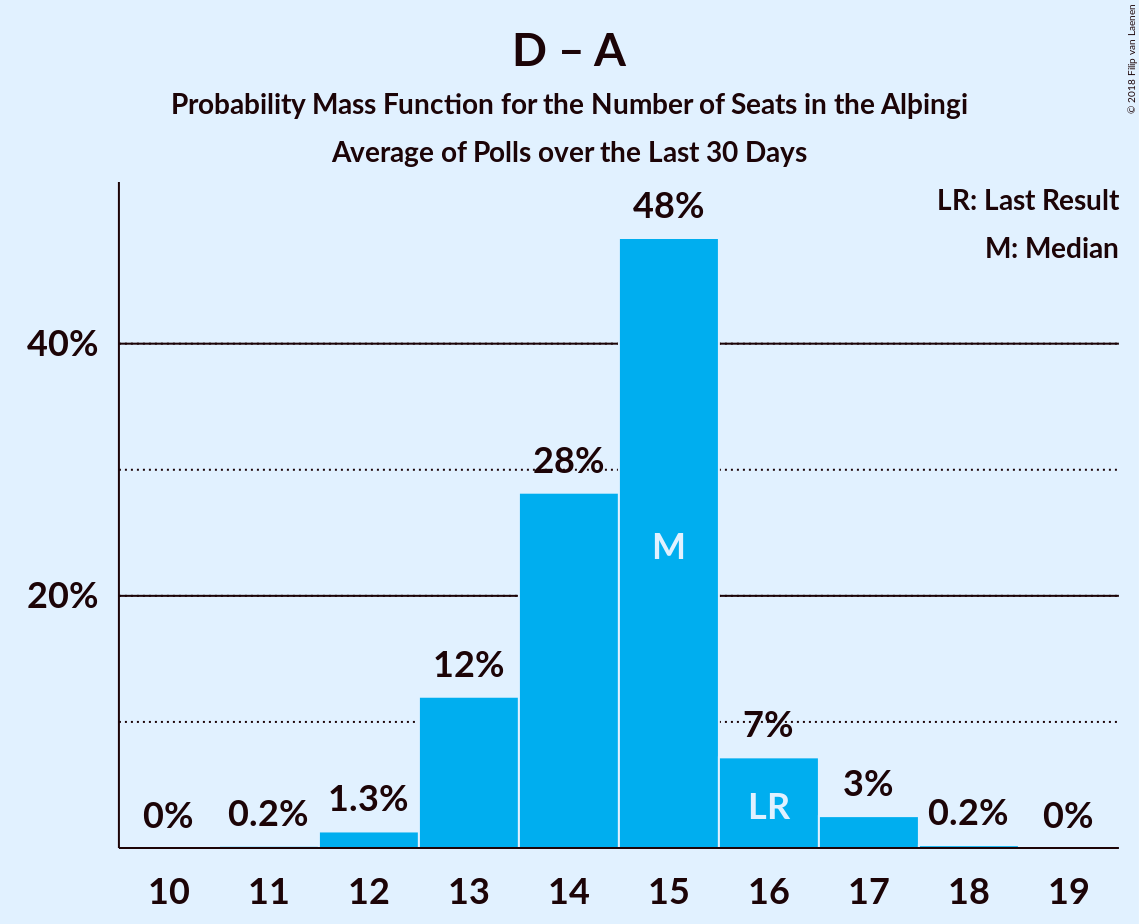 D – A
Probability Mass Function for the Number of Seats in the Alþingi
Average of Polls over the Last 30 Days
© 2018 Filip van Laenen
LR: Last Result
M: Median
48%
40%
28%
M
20%
12%
7%
LR
3%
1.3%
0% 0.2% 0.2% 0%
10 11 12 13 14 15 16 17 18 19